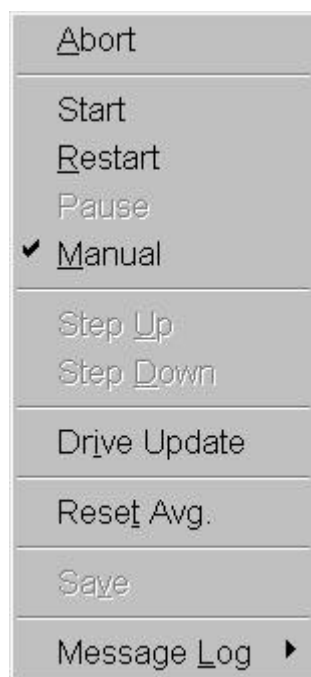 Abort
Start
Restart
Pause
Manual
Step Up
Step Down
Drive Update
Reset Avg.
Save
Message Log